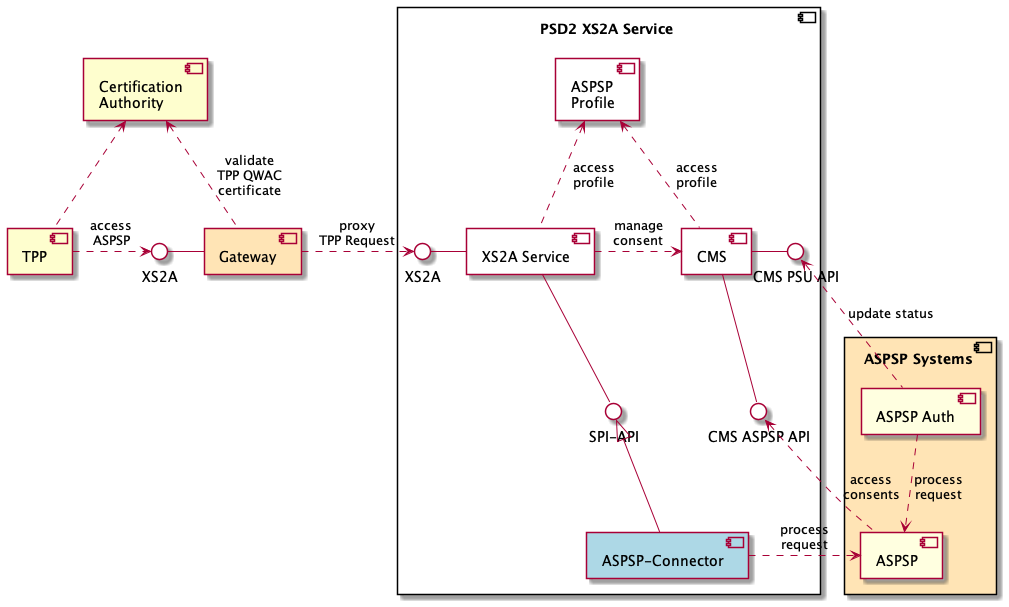 PSD2 XS2A Service
Certification
Authority
ASPSP
Profile
validate
TPP QWAC
certificate
access
profile
access
profile
TPP
access
ASPSP
XS2A
Gateway
proxy
TPP Request
XS2A
XS2A Service
manage
consent
CMS
CMS PSU API
update status
ASPSP Systems
ASPSP Auth
SPI-API
CMS ASPSP API
access
consents
process
request
process
request
ASPSP-Connector
ASPSP